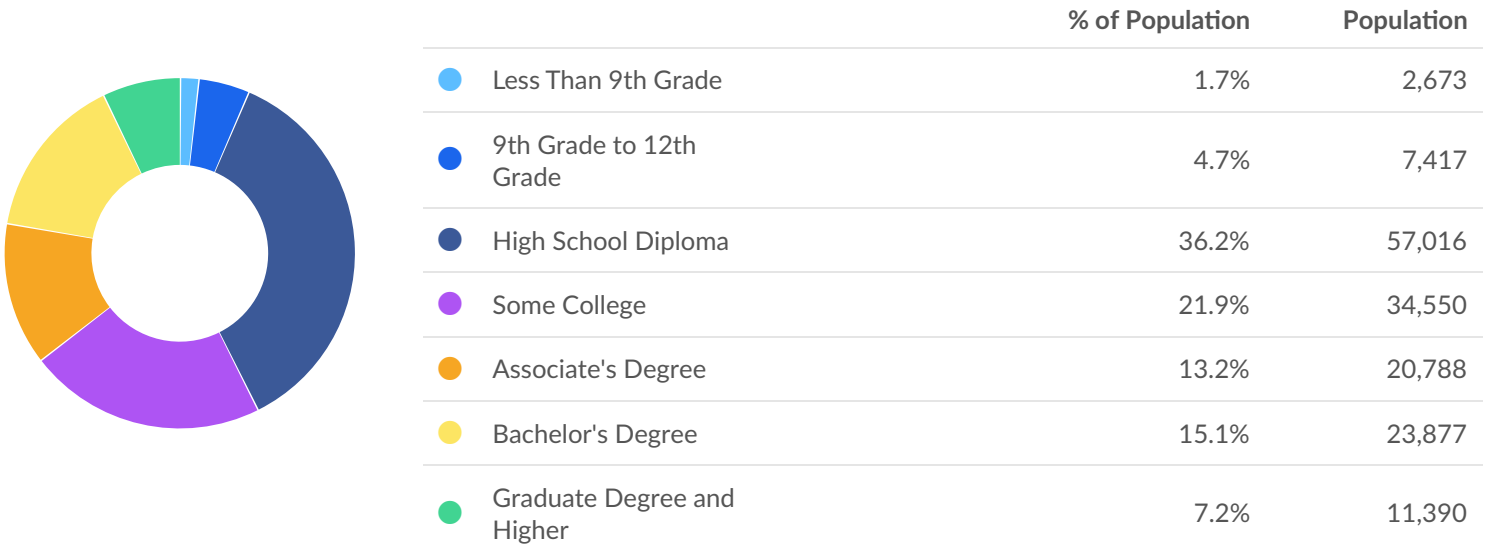 % of Population Population
Less Than 9th Grade 1.7% 2,673
9th Grade to 12th
Grade 4.7% 7,417
High School Diploma 36.2% 57,016
Some College 21.9% 34,550
Associate's Degree 13.2% 20,788
Bachelor's Degree 15.1% 23,877
Graduate Degree and
Higher 7.2% 11,390